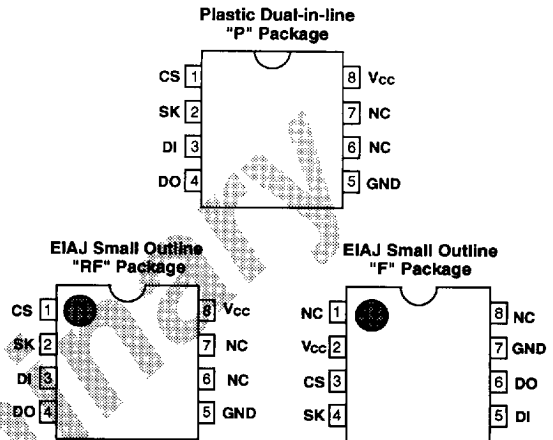 Plastic Dual-in-line
"P" Package
CS 1 8 Vcc
SK 2 7 NC
DI 3 6 NC
DO 4 5 GND
EIAJ Small Outline
"RF" Package
CS 1 8 Vcc
SK 2 7 NC
DI 3 6 NC
DO 4 5 GND
EIAJ Small Outline
"F" Package
NC 1 8 NC
Vcc 2 7 GND
CS 3 6 DO
SK 4 5 DI